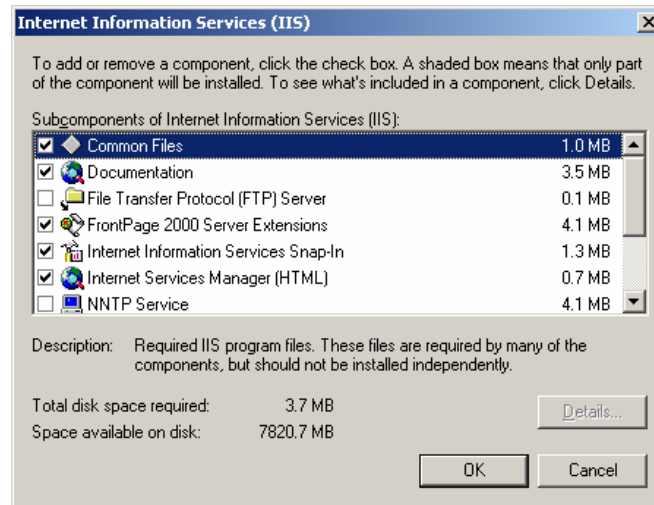 Internet Information Services (IIS)
To add or remove a component, click the check box. A shaded box means that only part
of the component will be installed. To see what's included in a component, click Details.
Subcomponents of Internet Information Services (IIS):
Common Files 1.0 MB
Documentation 3.5 MB
File Transfer Protocol (FTP) Server 0.1 MB
FrontPage 2000 Server Extensions 4.1 MB
Internet Information Services Snap-In 1.3 MB
Internet Services Manager (HTML) 0.7 MB
NNTP Service 4.1 MB
Description: Required IIS program files. These files are required by many of the
components, but should not be installed independently.
Total disk space required: 3.7 MB
Space available on disk: 7820.7 MB
Details...
OK Cancel